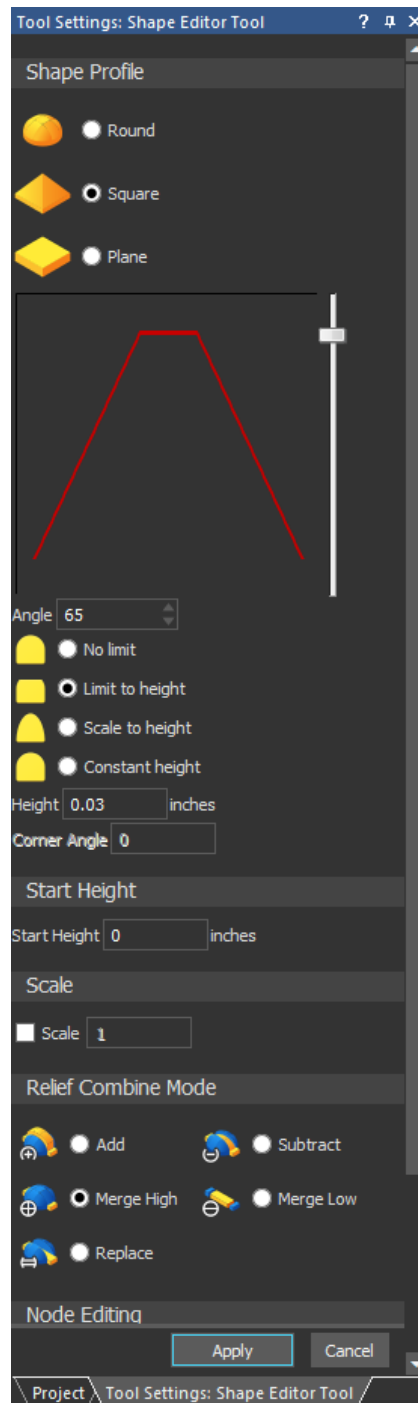 Tool Settings: Shape Editor Tool ?
Shape Profile
Round
Square
Plane
Angle 65
No limit
Limit to height
Scale to height
Constant height
Height 0.03 inches
Corner Angle 0
Start Height
Start Height 0 inches
Scale
Scale 1
Relief Combine Mode
Add Subtract
Merge High Merge Low
Replace
Node Editing
Apply Cancel
Project Tool Settings: Shape Editor Tool